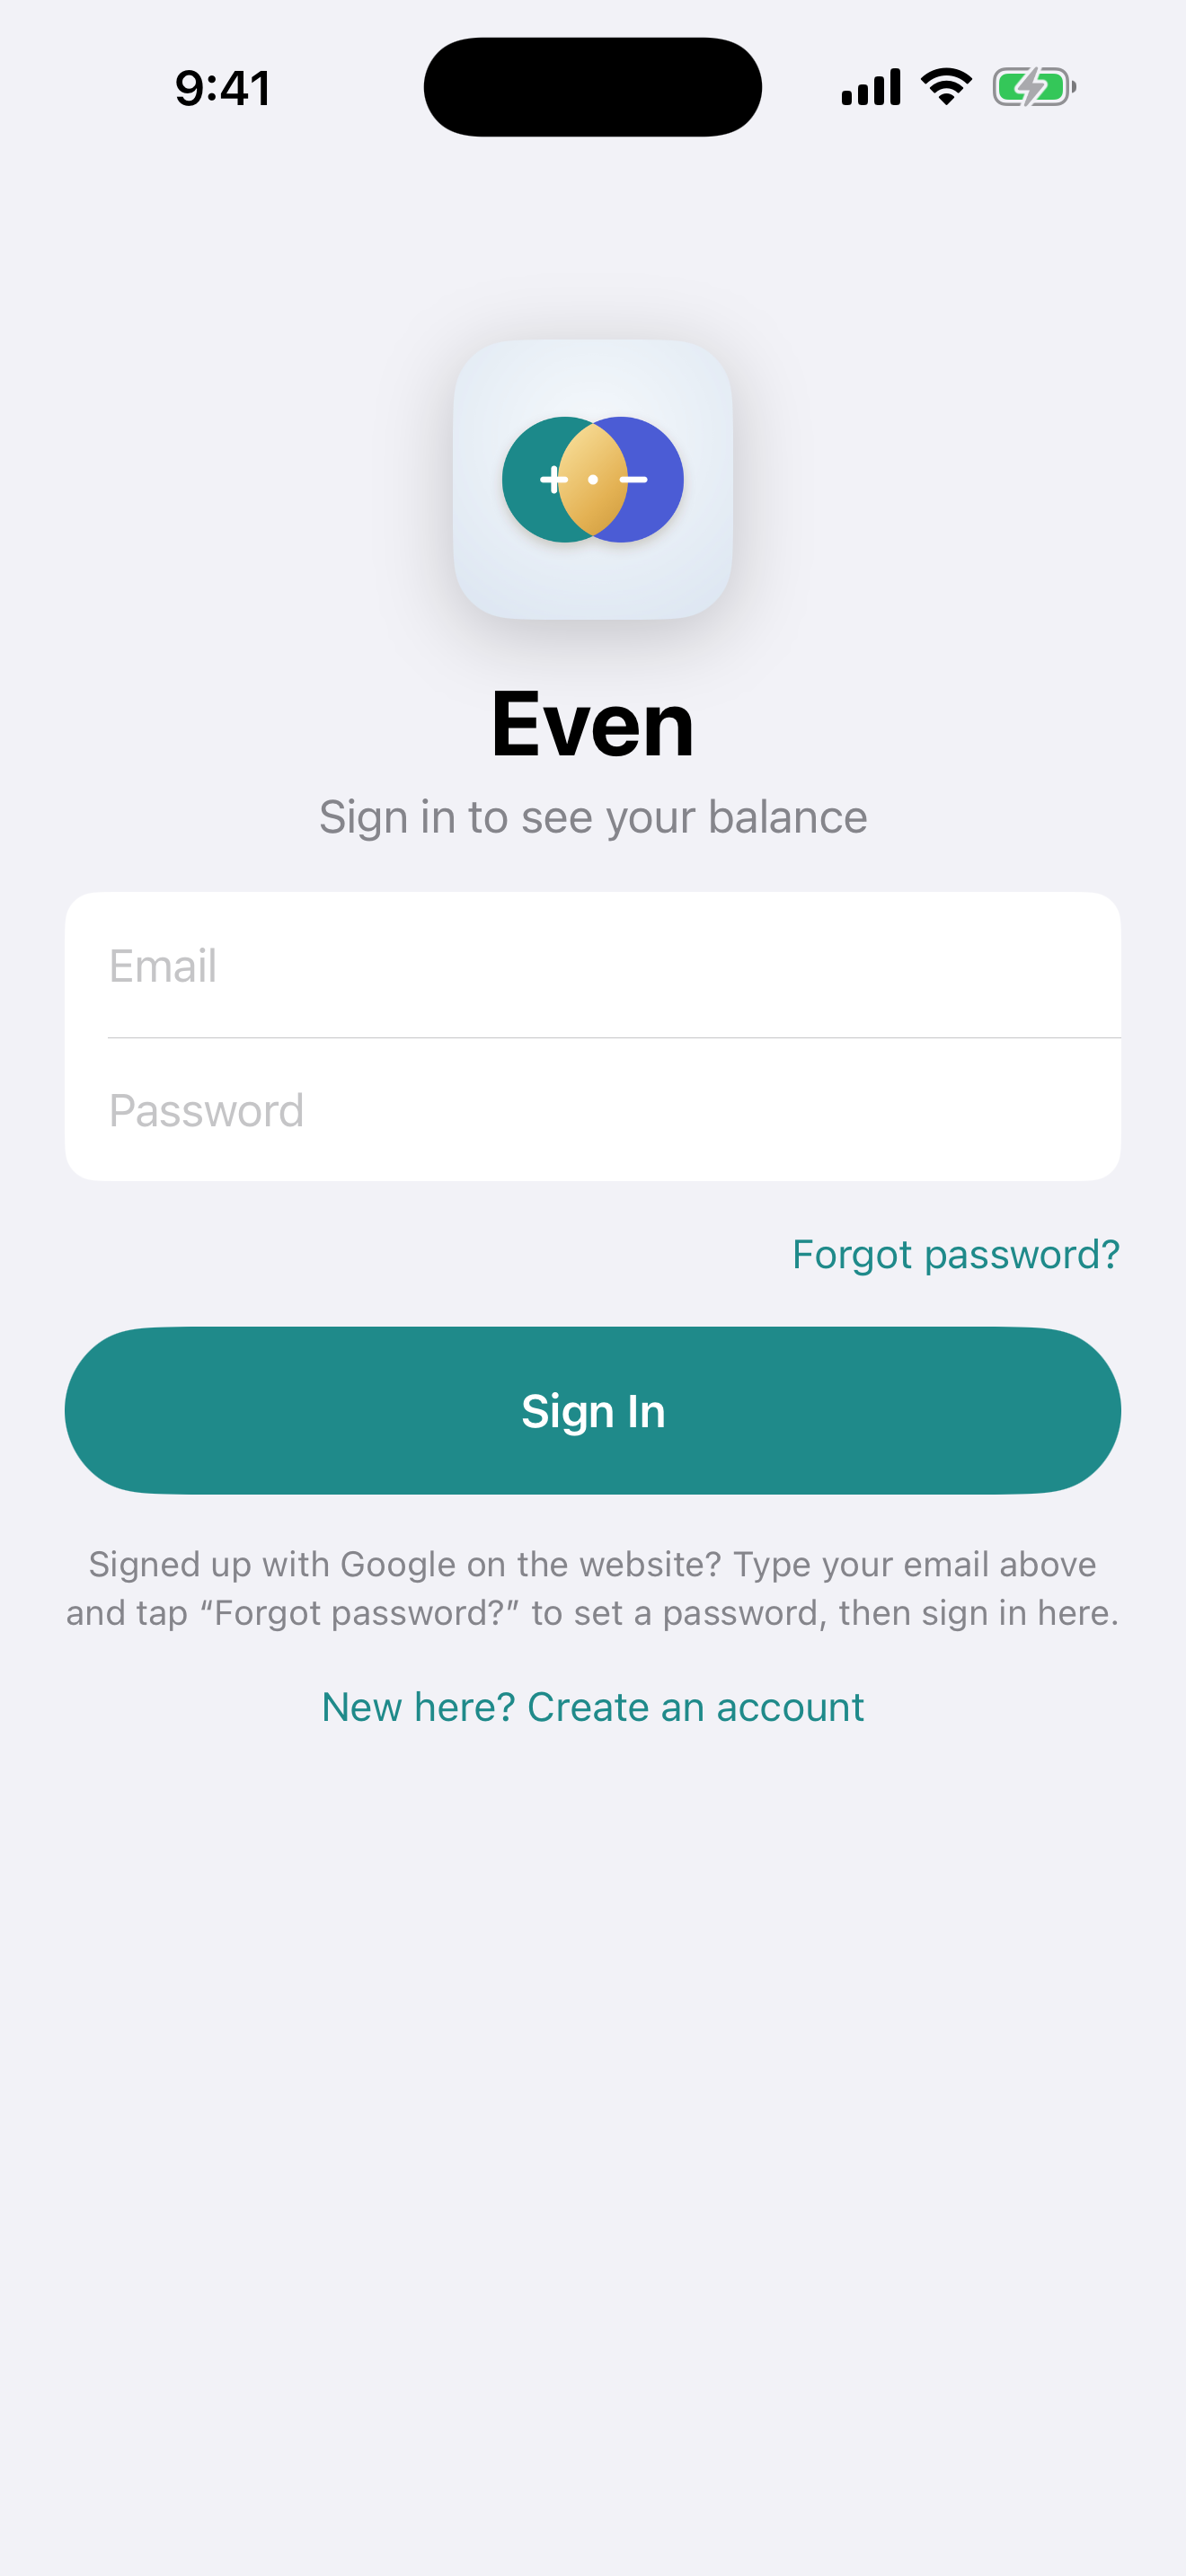 9:41
Even
Sign in to see your balance
Email
Password
Forgot password?
Sign In
Signed up with Google on the website? Type your email above
and tap “Forgot password?” to set a password, then sign in here.
New here? Create an account